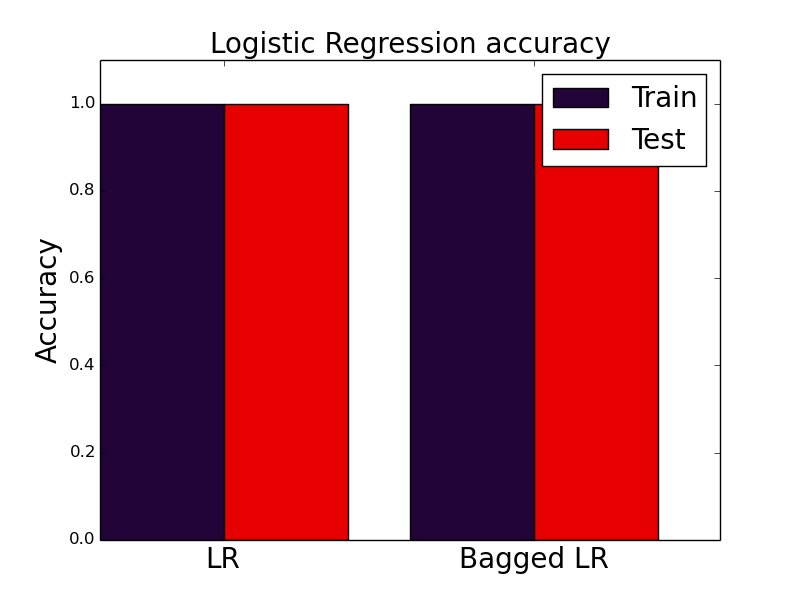 Logistic Regression accuracy
Train
Test
1.0
0.8
0.6
0.4
0.2
0.0
Accuracy
LR
Bagged LR